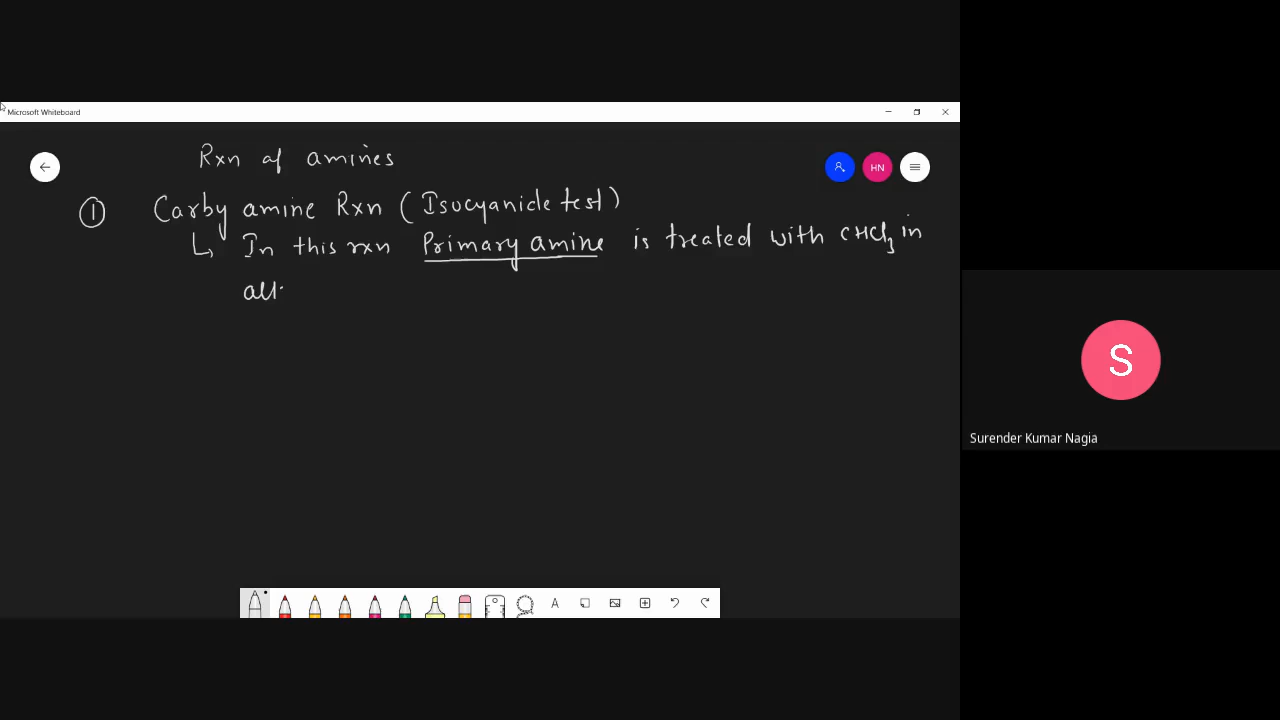 Microsoft Whiteboard
Rxn of amines
HN
① Carby amine Rxn (Isocyanide test)
↳ In this rxn Primary amine is treated with CHCl₃ in
alk
A
S
Surender Kumar Nagia